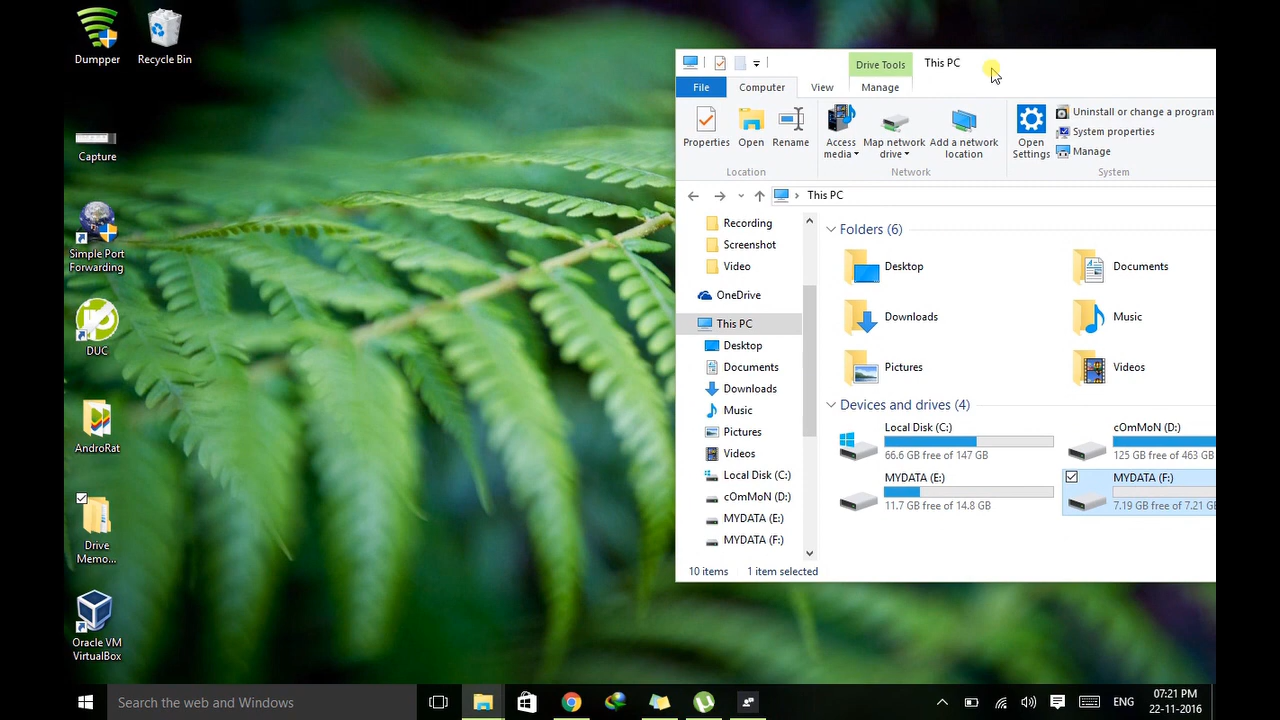 Dumpper
Recycle Bin
Capture
Simple Port
Forwarding
DUC
AndroRat
Drive
Memo...
Oracle VM
VirtualBox
Drive Tools
This PC
File
Computer
View
Manage
Properties
Open
Rename
Access
media
Map network
drive
Add a network
location
Open
Settings
Uninstall or change a program
System properties
Manage
Location
Network
System
This PC
Recording
Screenshot
Video
OneDrive
This PC
Desktop
Documents
Downloads
Music
Pictures
Videos
Local Disk (C:)
cOmMoN (D:)
MYDATA (E:)
MYDATA (F:)
Folders (6)
Desktop
Documents
Downloads
Music
Pictures
Videos
Devices and drives (4)
Local Disk (C:)
66.6 GB free of 147 GB
cOmMoN (D:)
125 GB free of 463 GB
MYDATA (E:)
11.7 GB free of 14.8 GB
MYDATA (F:)
7.19 GB free of 7.21 GB
10 items
1 item selected
Search the web and Windows
ENG
07:21 PM
22-11-2016